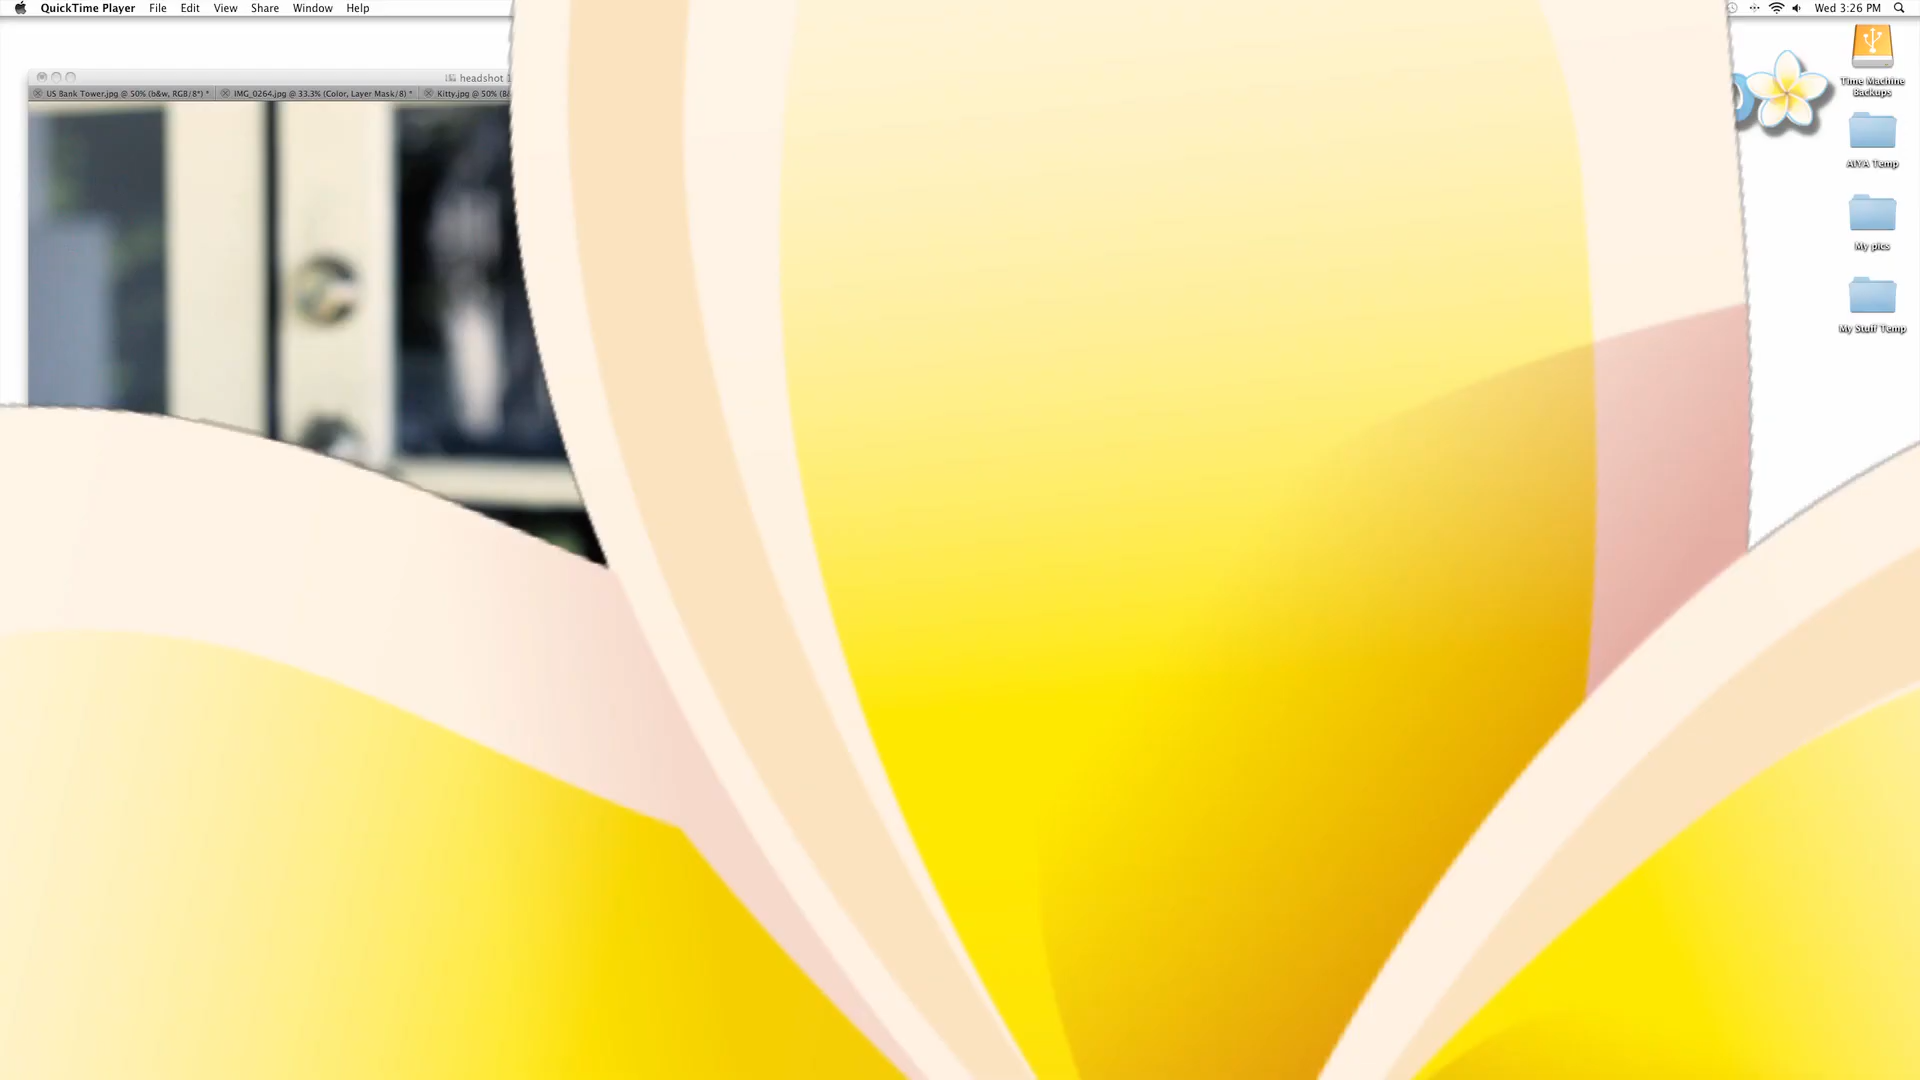 QuickTime Player File Edit View Share Window Help Wed 3:26 PM
headshot
US Bank Tower.jpg @ 50% (b&w, RGB/8*) * IMG_0264.jpg @ 33.3% (Color, Layer Mask/8) * Kitty.jpg @ 50%
Time Machine
Backups
AIYA Temp
My pics
My Stuff Temp